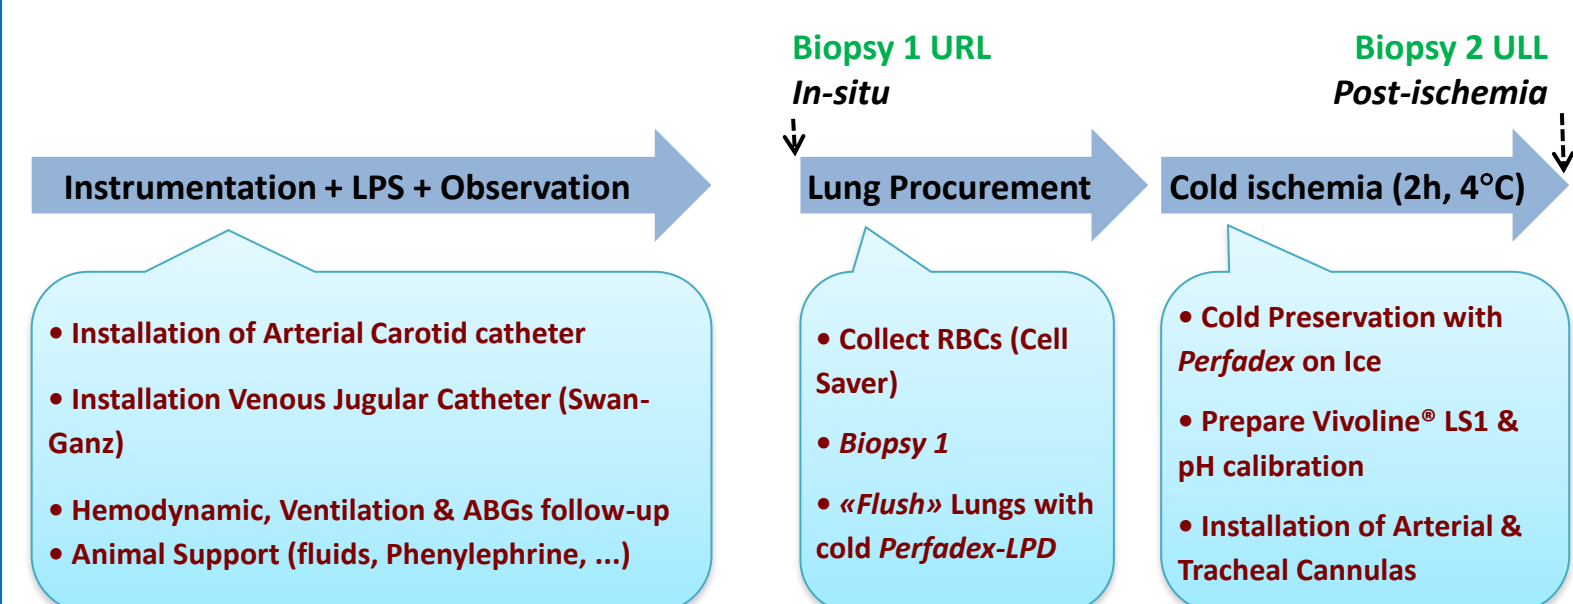 Biopsy 1 URL
In-situ
Biopsy 2 ULL
Post-ischemia
Instrumentation + LPS + Observation
Lung Procurement
Cold ischemia (2h, 4°C)
• Installation of Arterial Carotid catheter
• Installation Venous Jugular Catheter (Swan-
Ganz)
• Hemodynamic, Ventilation & ABGs follow-up
• Animal Support (fluids, Phenylephrine, ...)
• Collect RBCs (Cell
Saver)
• Biopsy 1
• «Flush» Lungs with
cold Perfadex-LPD
• Cold Preservation with
Perfadex on Ice
• Prepare Vivoline® LS1 &
pH calibration
• Installation of Arterial &
Tracheal Cannulas